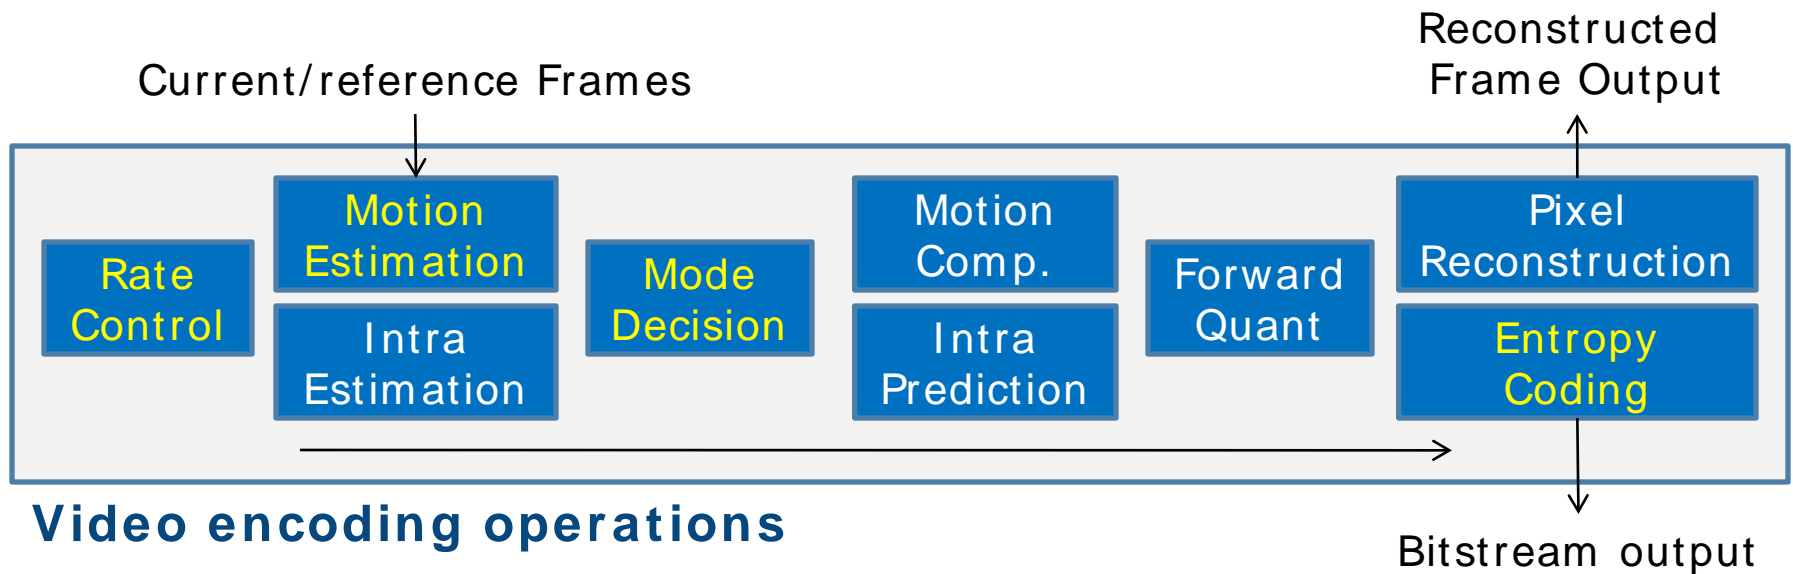 Reconstructed
Frame Output
Current/reference Frames
Rate
Control
Motion
Estimation
Intra
Estimation
Mode
Decision
Motion
Comp.
Intra
Prediction
Forward
Quant
Pixel
Reconstruction
Entropy
Coding
Video encoding operations
Bitstream output